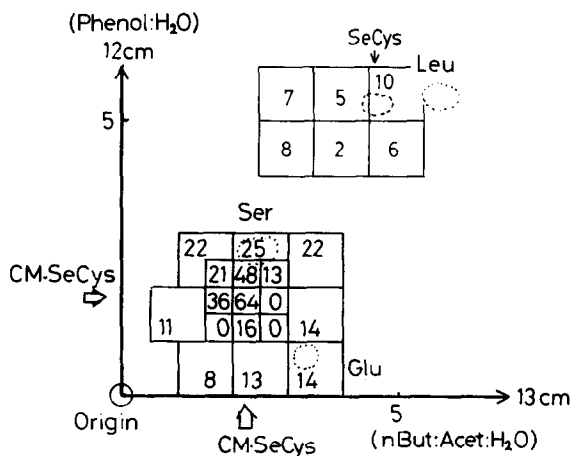 (Phenol:H₂O)
12cm
SeCys
Leu
7 5 10
5
8 2 6
Ser
22 25 22
21 48 13
CM·SeCys
36 64 0
11 0 16 0 14
8 13 14 Glu
Origin
CM·SeCys
5
13cm
(nBut:Acet:H₂O)